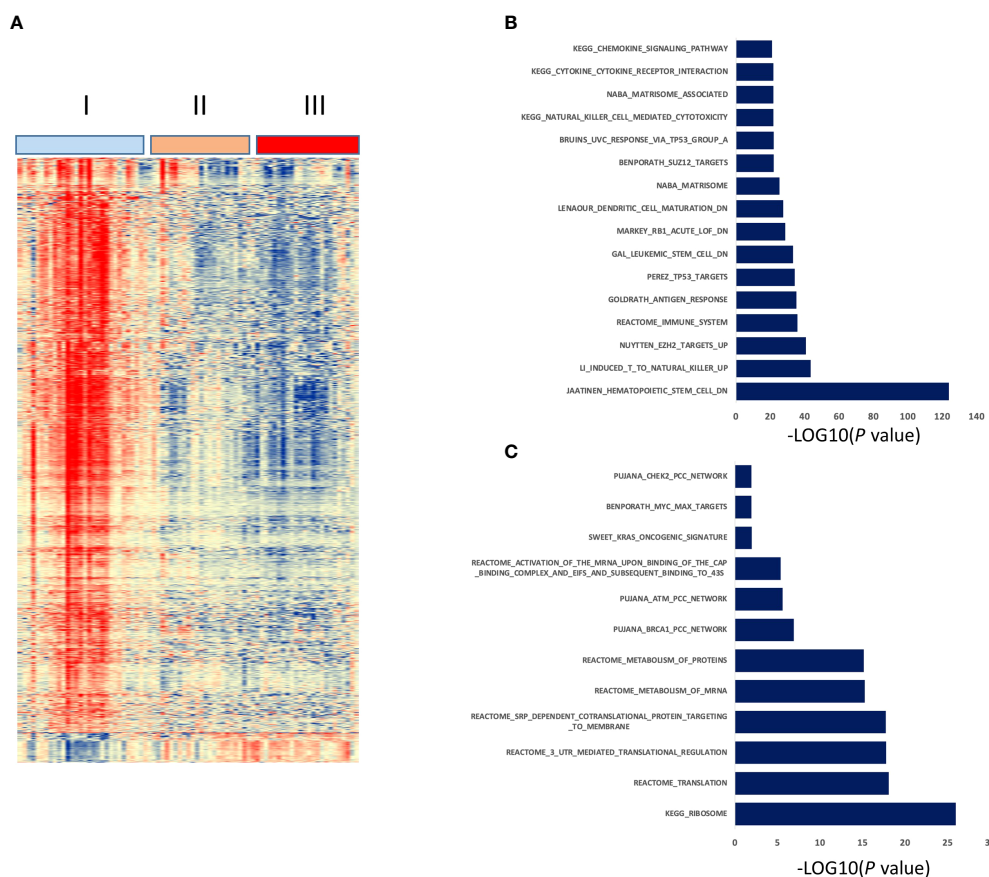 A
I II III
B
KEGG_CHEMOKINE_SIGNALING_PATHWAY
KEGG_CYTOKINE_CYTOKINE_RECEPTOR_INTERACTION
NABA_MATRISOME_ASSOCIATED
KEGG_NATURAL_KILLER_CELL_MEDIATED_CYTOTOXICITY
BRUINS_UVC_RESPONSE_VIA_TP53_GROUP_A
BENPORATH_SUZ12_TARGETS
NABA_MATRISOME
LENAOUR_DENDRITIC_CELL_MATURATION_DN
MARKEY_RB1_ACUTE_LOF_DN
GAL_LEUKEMIC_STEM_CELL_DN
PEREZ_TP53_TARGETS
GOLDRATH_ANTIGEN_RESPONSE
REACTOME_IMMUNE_SYSTEM
NUYTTEN_EZH2_TARGETS_UP
LI_INDUCED_T_TO_NATURAL_KILLER_UP
JAATINEN_HEMATOPOIETIC_STEM_CELL_DN
0 20 40 60 80 100 120 140
-LOG10(P value)
C
PUJANA_CHEK2_PCC_NETWORK
BENPORATH_MYC_MAX_TARGETS
SWEET_KRAS_ONCOGENIC_SIGNATURE
REACTOME_ACTIVATION_OF_THE_MRNA_UPON_BINDING_OF_THE_CAP
_BINDING_COMPLEX_AND_EIFS_AND_SUBSEQUENT_BINDING_TO_43S
PUJANA_ATM_PCC_NETWORK
PUJANA_BRCA1_PCC_NETWORK
REACTOME_METABOLISM_OF_PROTEINS
REACTOME_METABOLISM_OF_MRNA
REACTOME_SRP_DEPENDENT_COTRANSLATIONAL_PROTEIN_TARGETING
_TO_MEMBRANE
REACTOME_3_UTR_MEDIATED_TRANSLATIONAL_REGULATION
REACTOME_TRANSLATION
KEGG_RIBOSOME
0 5 10 15 20 25 3
-LOG10(P value)